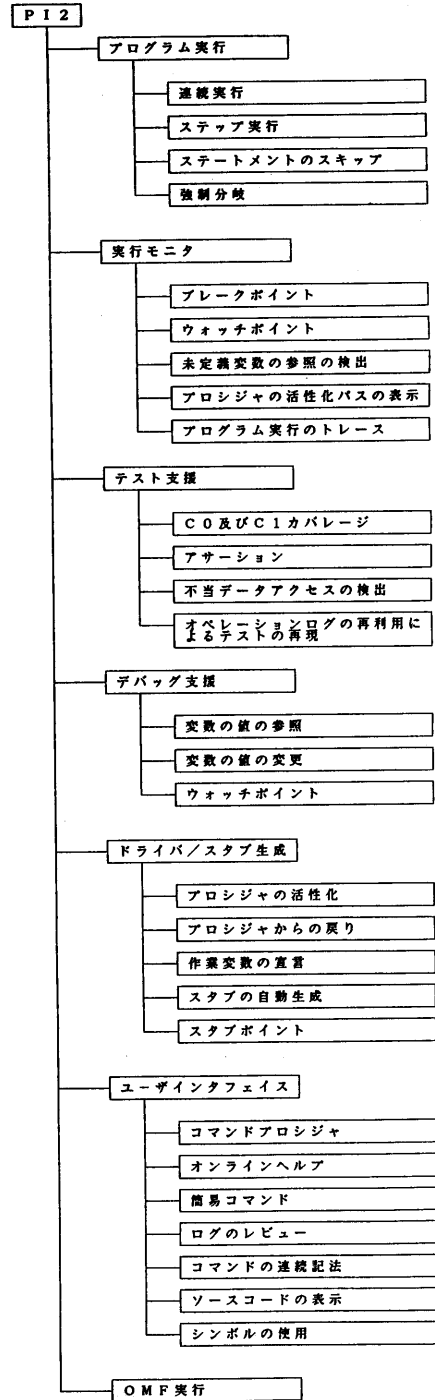 PI2
プログラム実行
連続実行
ステップ実行
ステートメントのスキップ
強制分岐
実行モニタ
ブレークポイント
ウォッチポイント
未定義変数の参照の検出
プロシジャの活性化パスの表示
プログラム実行のトレース
テスト支援
C0及びC1カバレージ
アサーション
不当データアクセスの検出
オペレーションログの再利用に
よるテストの再現
デバッグ支援
変数の値の参照
変数の値の変更
ウォッチポイント
ドライバ/スタブ生成
プロシジャの活性化
プロシジャからの戻り
作業変数の宣言
スタブの自動生成
スタブポイント
ユーザインタフェイス
コマンドプロシジャ
オンラインヘルプ
簡易コマンド
ログのレビュー
コマンドの連続記法
ソースコードの表示
シンボルの使用
OMF実行